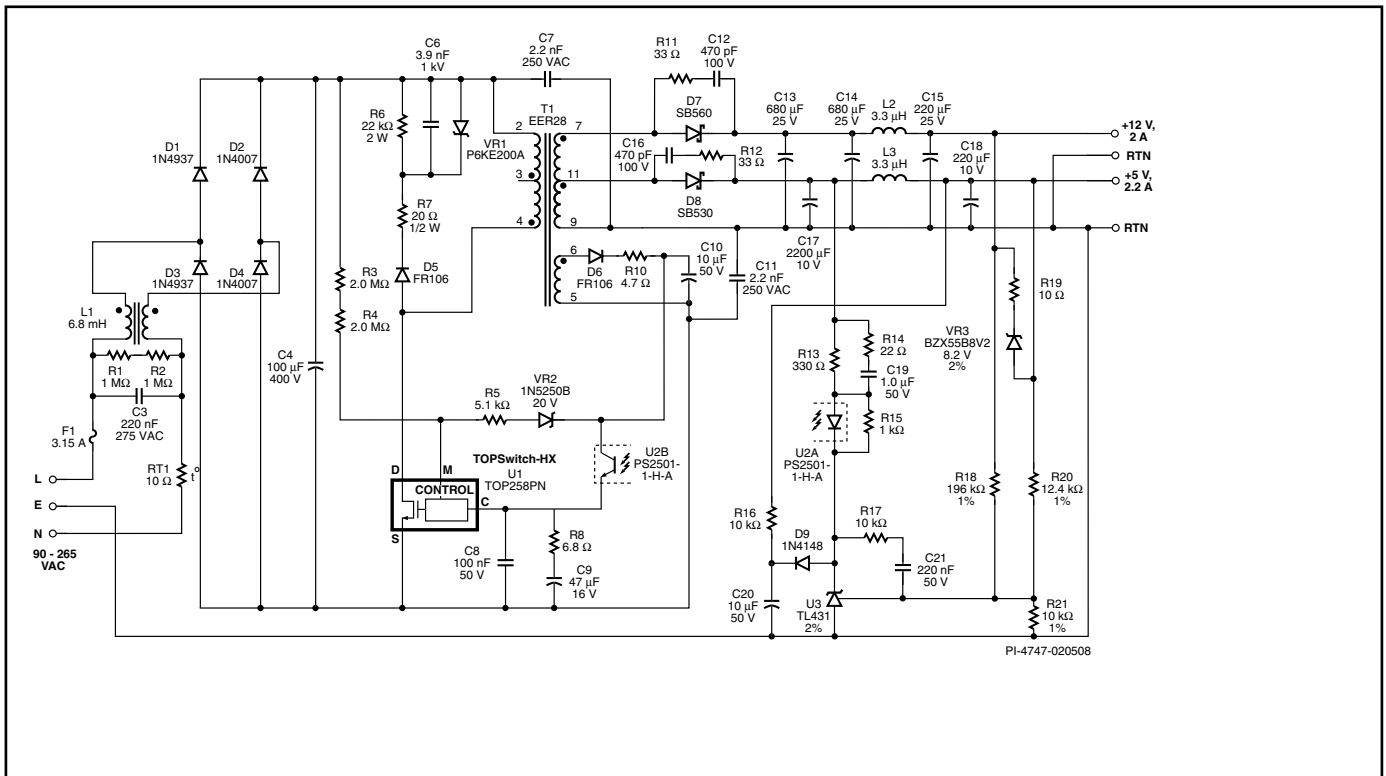 C6
3.9 nF
1 kV
C7
2.2 nF
250 VAC
R11
33 Ω
C12
470 pF
100 V
D7
SB560
C13
680 µF
25 V
C14
680 µF
25 V
L2
3.3 µH
C15
220 µF
25 V
+12 V,
2 A
RTN
+5 V,
2.2 A
RTN
R6
22 kΩ
2 W
VR1
P6KE200A
T1
EER28
2
3
4
7
11
9
6
5
C16
470 pF
100 V
R12
33 Ω
D8
SB530
L3
3.3 µH
C18
220 µF
10 V
C17
2200 µF
10 V
D1
1N4937
D2
1N4007
D3
1N4937
D4
1N4007
R7
20 Ω
1/2 W
D5
FR106
R3
2.0 MΩ
R4
2.0 MΩ
D6
FR106
R10
4.7 Ω
C10
10 µF
50 V
C11
2.2 nF
250 VAC
L1
6.8 mH
R1
1 MΩ
R2
1 MΩ
C3
220 nF
275 VAC
F1
3.15 A
RT1
10 Ω
t°
L
E
N
90 - 265
VAC
C4
100 µF
400 V
R5
5.1 kΩ
VR2
1N5250B
20 V
U2B
PS2501-
1-H-A
TOPSwitch-HX
U1
TOP258PN
D
M
CONTROL
C
S
C8
100 nF
50 V
R8
6.8 Ω
C9
47 µF
16 V
R13
330 Ω
R14
22 Ω
C19
1.0 µF
50 V
R15
1 kΩ
U2A
PS2501-
1-H-A
R19
10 Ω
VR3
BZX55B8V2
8.2 V
2%
R16
10 kΩ
D9
1N4148
R17
10 kΩ
C21
220 nF
50 V
R18
196 kΩ
1%
R20
12.4 kΩ
1%
C20
10 µF
50 V
U3
TL431
2%
R21
10 kΩ
1%
PI-4747-020508